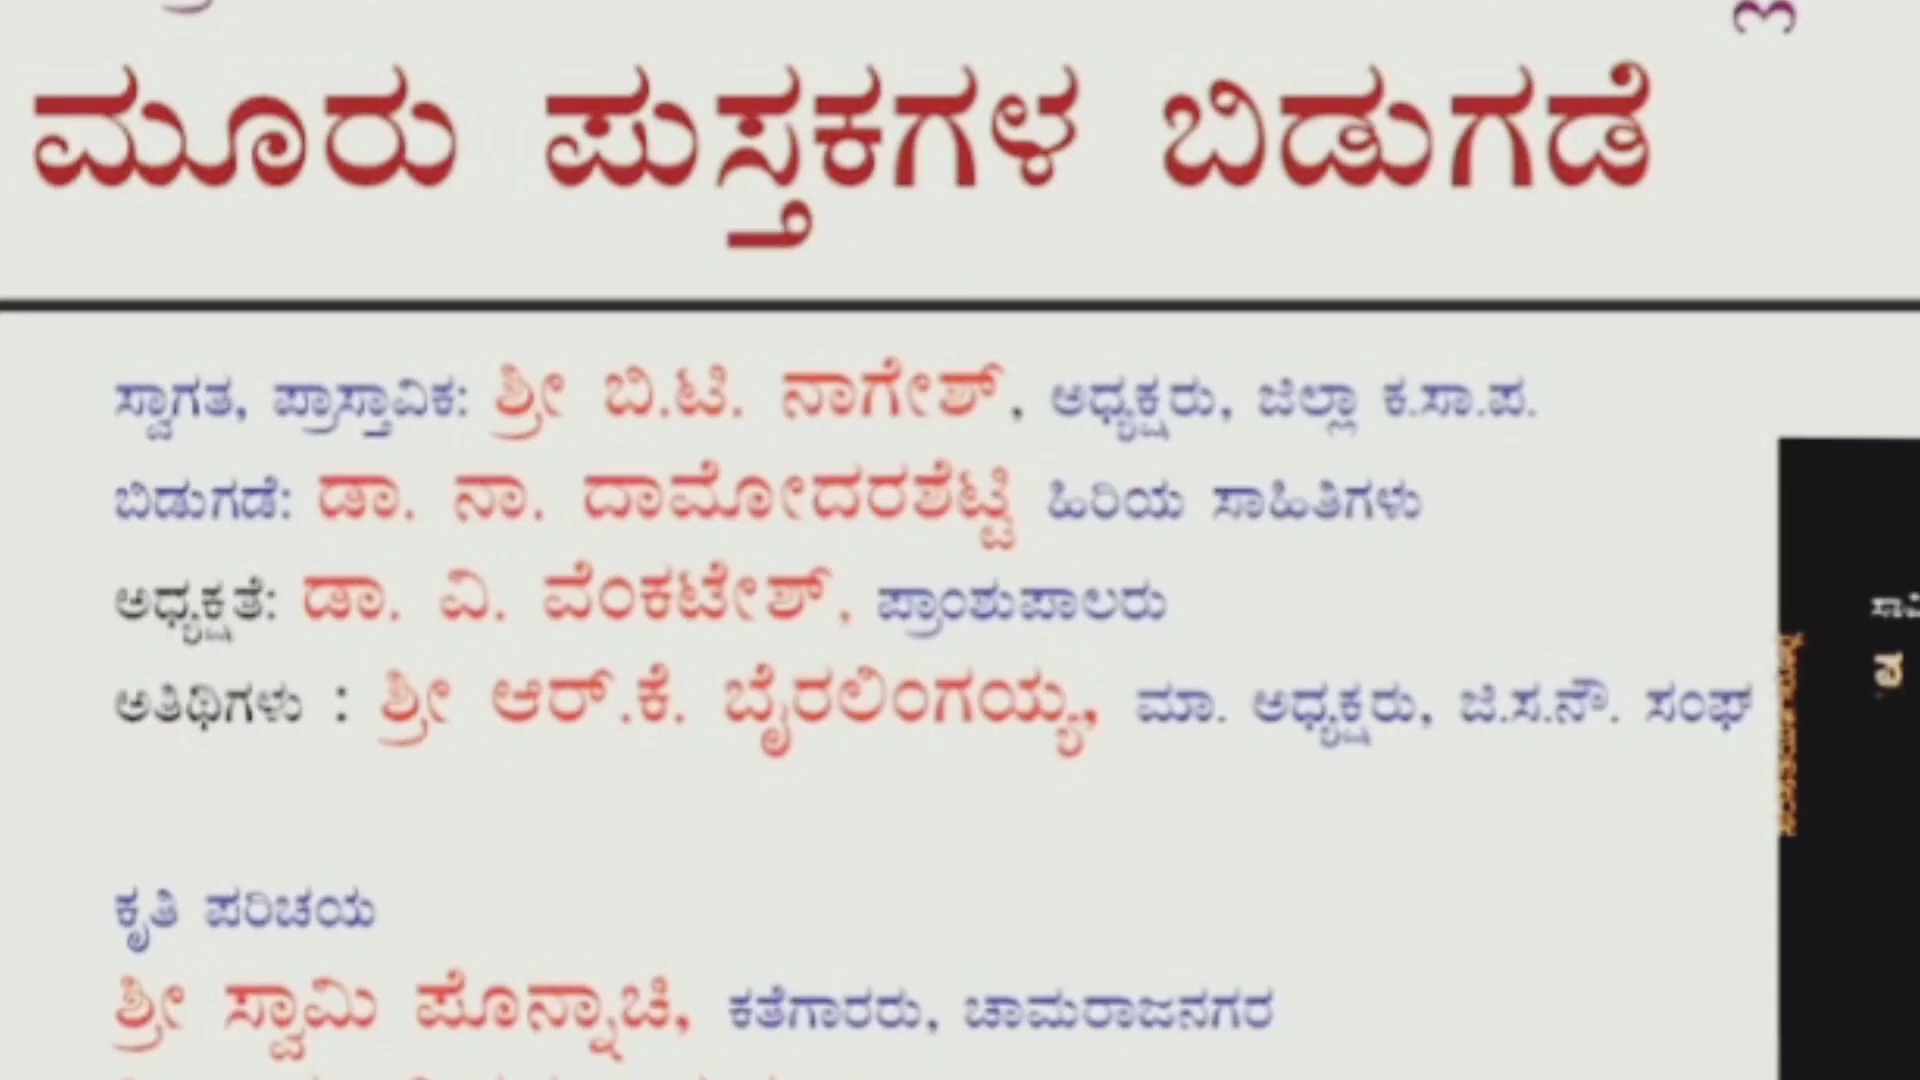 ಮೂರು ಪುಸ್ತಕಗಳ ಬಿಡುಗಡೆ
ಸ್ವಾಗತ, ಪ್ರಾಸ್ತಾವಿಕ: ಶ್ರೀ ಬಿ.ಟಿ. ನಾಗೇಶ್, ಅಧ್ಯಕ್ಷರು, ಜಿಲ್ಲಾ ಕ.ಸಾ.ಪ.
ಬಿಡುಗಡೆ: ಡಾ. ನಾ. ದಾಮೋದರಶೆಟ್ಟಿ ಹಿರಿಯ ಸಾಹಿತಿಗಳು
ಅಧ್ಯಕ್ಷತೆ: ಡಾ. ವಿ. ವೆಂಕಟೇಶ್, ಪ್ರಾಂಶುಪಾಲರು
ಅತಿಥಿಗಳು : ಶ್ರೀ ಆರ್.ಕೆ. ಬೈರಲಿಂಗಯ್ಯ, ಮಾ. ಅಧ್ಯಕ್ಷರು, ಜಿ.ಸ.ನೌ. ಸಂಘ
ಕೃತಿ ಪರಿಚಯ
ಶ್ರೀ ಸ್ವಾಮಿ ಪೊನ್ನಾಚಿ, ಕತೆಗಾರರು, ಚಾಮರಾಜನಗರ